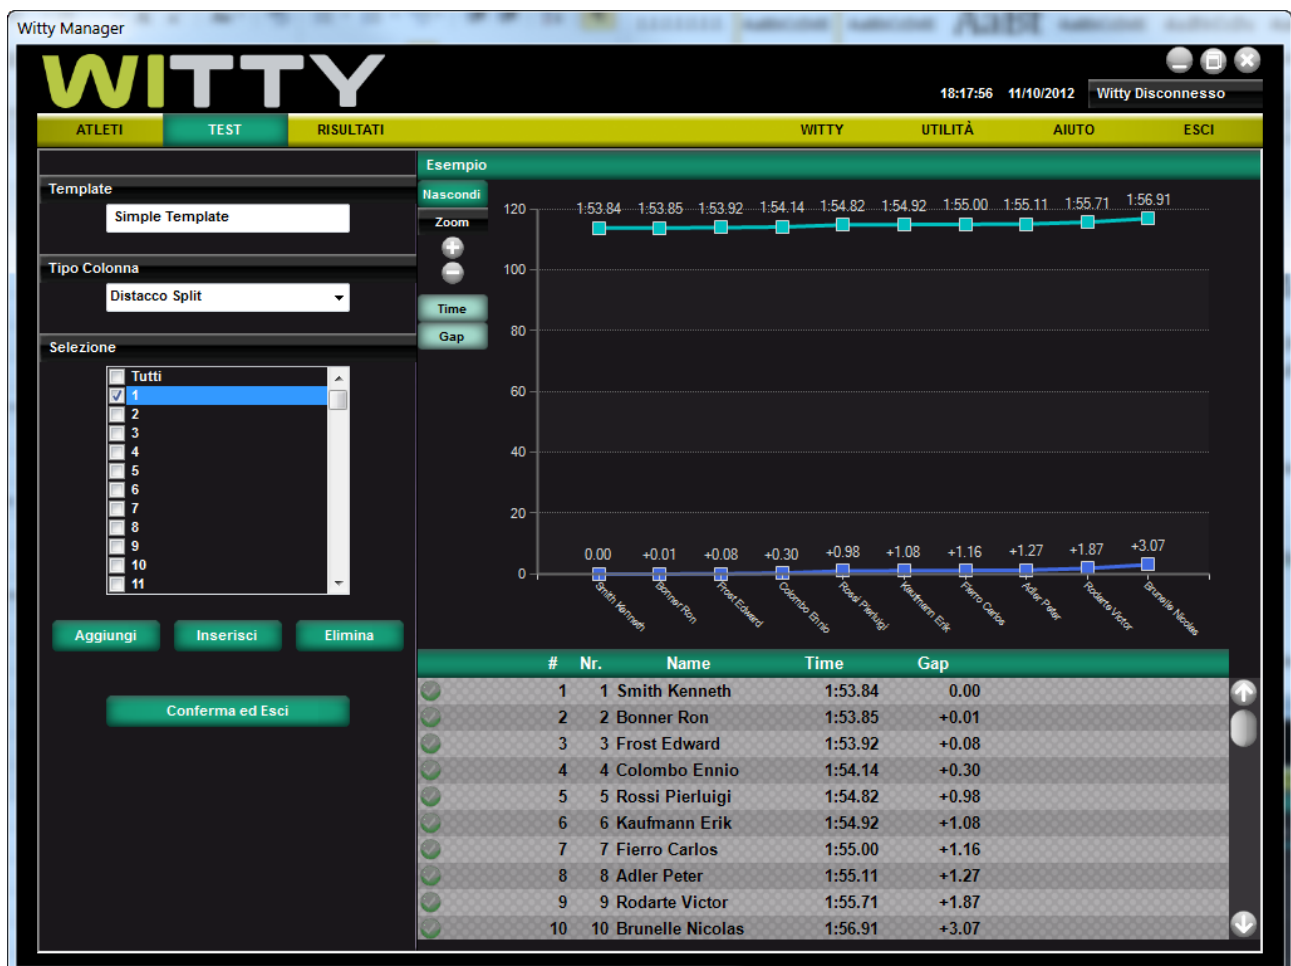 Witty Manager
WITTY
18:17:56 11/10/2012 Witty Disconnesso
ATLETI TEST RISULTATI WITTY UTILITÀ AIUTO ESCI
Esempio
Template
Simple Template
Tipo Colonna
Distacco Split
Selezione
Tutti
1
2
3
4
5
6
7
8
9
10
11
Aggiungi Inserisci Elimina
Conferma ed Esci
Nascondi
Zoom
Time
Gap
120
100
80
60
40
20
0
1:53.84 1:53.85 1:53.92 1:54.14 1:54.82 1:54.92 1:55.00 1:55.11 1:55.71 1:56.91
0.00 +0.01 +0.08 +0.30 +0.98 +1.08 +1.16 +1.27 +1.87 +3.07
Smith Kenneth
Bonner Ron
Frost Edward
Colombo Ennio
Rossi Pierluigi
Kaufmann Erik
Fierro Carlos
Adler Peter
Rodarte Victor
Brunelle Nicolas
# Nr. Name Time Gap
1 1 Smith Kenneth 1:53.84 0.00
2 2 Bonner Ron 1:53.85 +0.01
3 3 Frost Edward 1:53.92 +0.08
4 4 Colombo Ennio 1:54.14 +0.30
5 5 Rossi Pierluigi 1:54.82 +0.98
6 6 Kaufmann Erik 1:54.92 +1.08
7 7 Fierro Carlos 1:55.00 +1.16
8 8 Adler Peter 1:55.11 +1.27
9 9 Rodarte Victor 1:55.71 +1.87
10 10 Brunelle Nicolas 1:56.91 +3.07